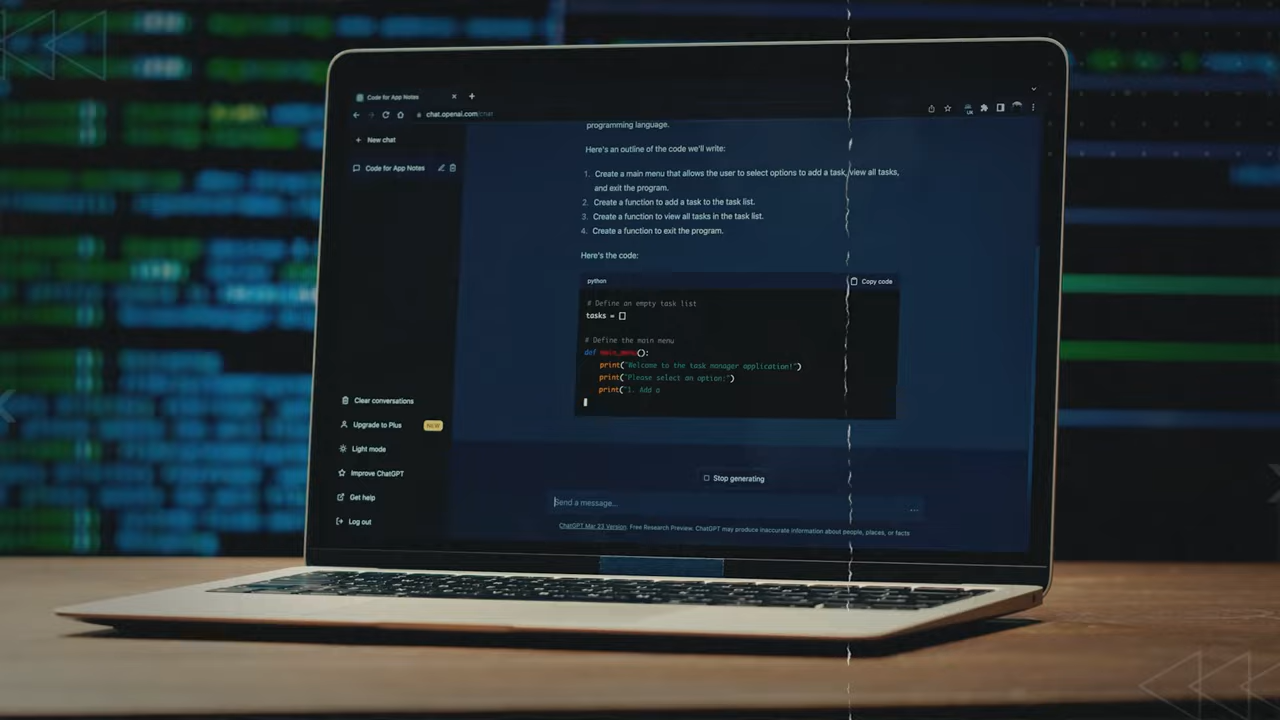 Code for App Notes
chat.openai.com/chat
UK
New chat
Code for App Notes
programming language.
Here's an outline of the code we'll write:
1. Create a main menu that allows the user to select options to add a task, view all tasks,
and exit the program.
2. Create a function to add a task to the task list.
3. Create a function to view all tasks in the task list.
4. Create a function to exit the program.
Here's the code:
python
Copy code
# Define an empty task list
tasks = []
# Define the main menu
def main_menu():
print("Welcome to the task manager application!")
print("Please select an option:")
print("1. Add a
Clear conversations
Upgrade to Plus
NEW
Light mode
Improve ChatGPT
Get help
Log out
Stop generating
Send a message...
ChatGPT Mar 23 Version. Free Research Preview. ChatGPT may produce inaccurate information about people, places, or facts